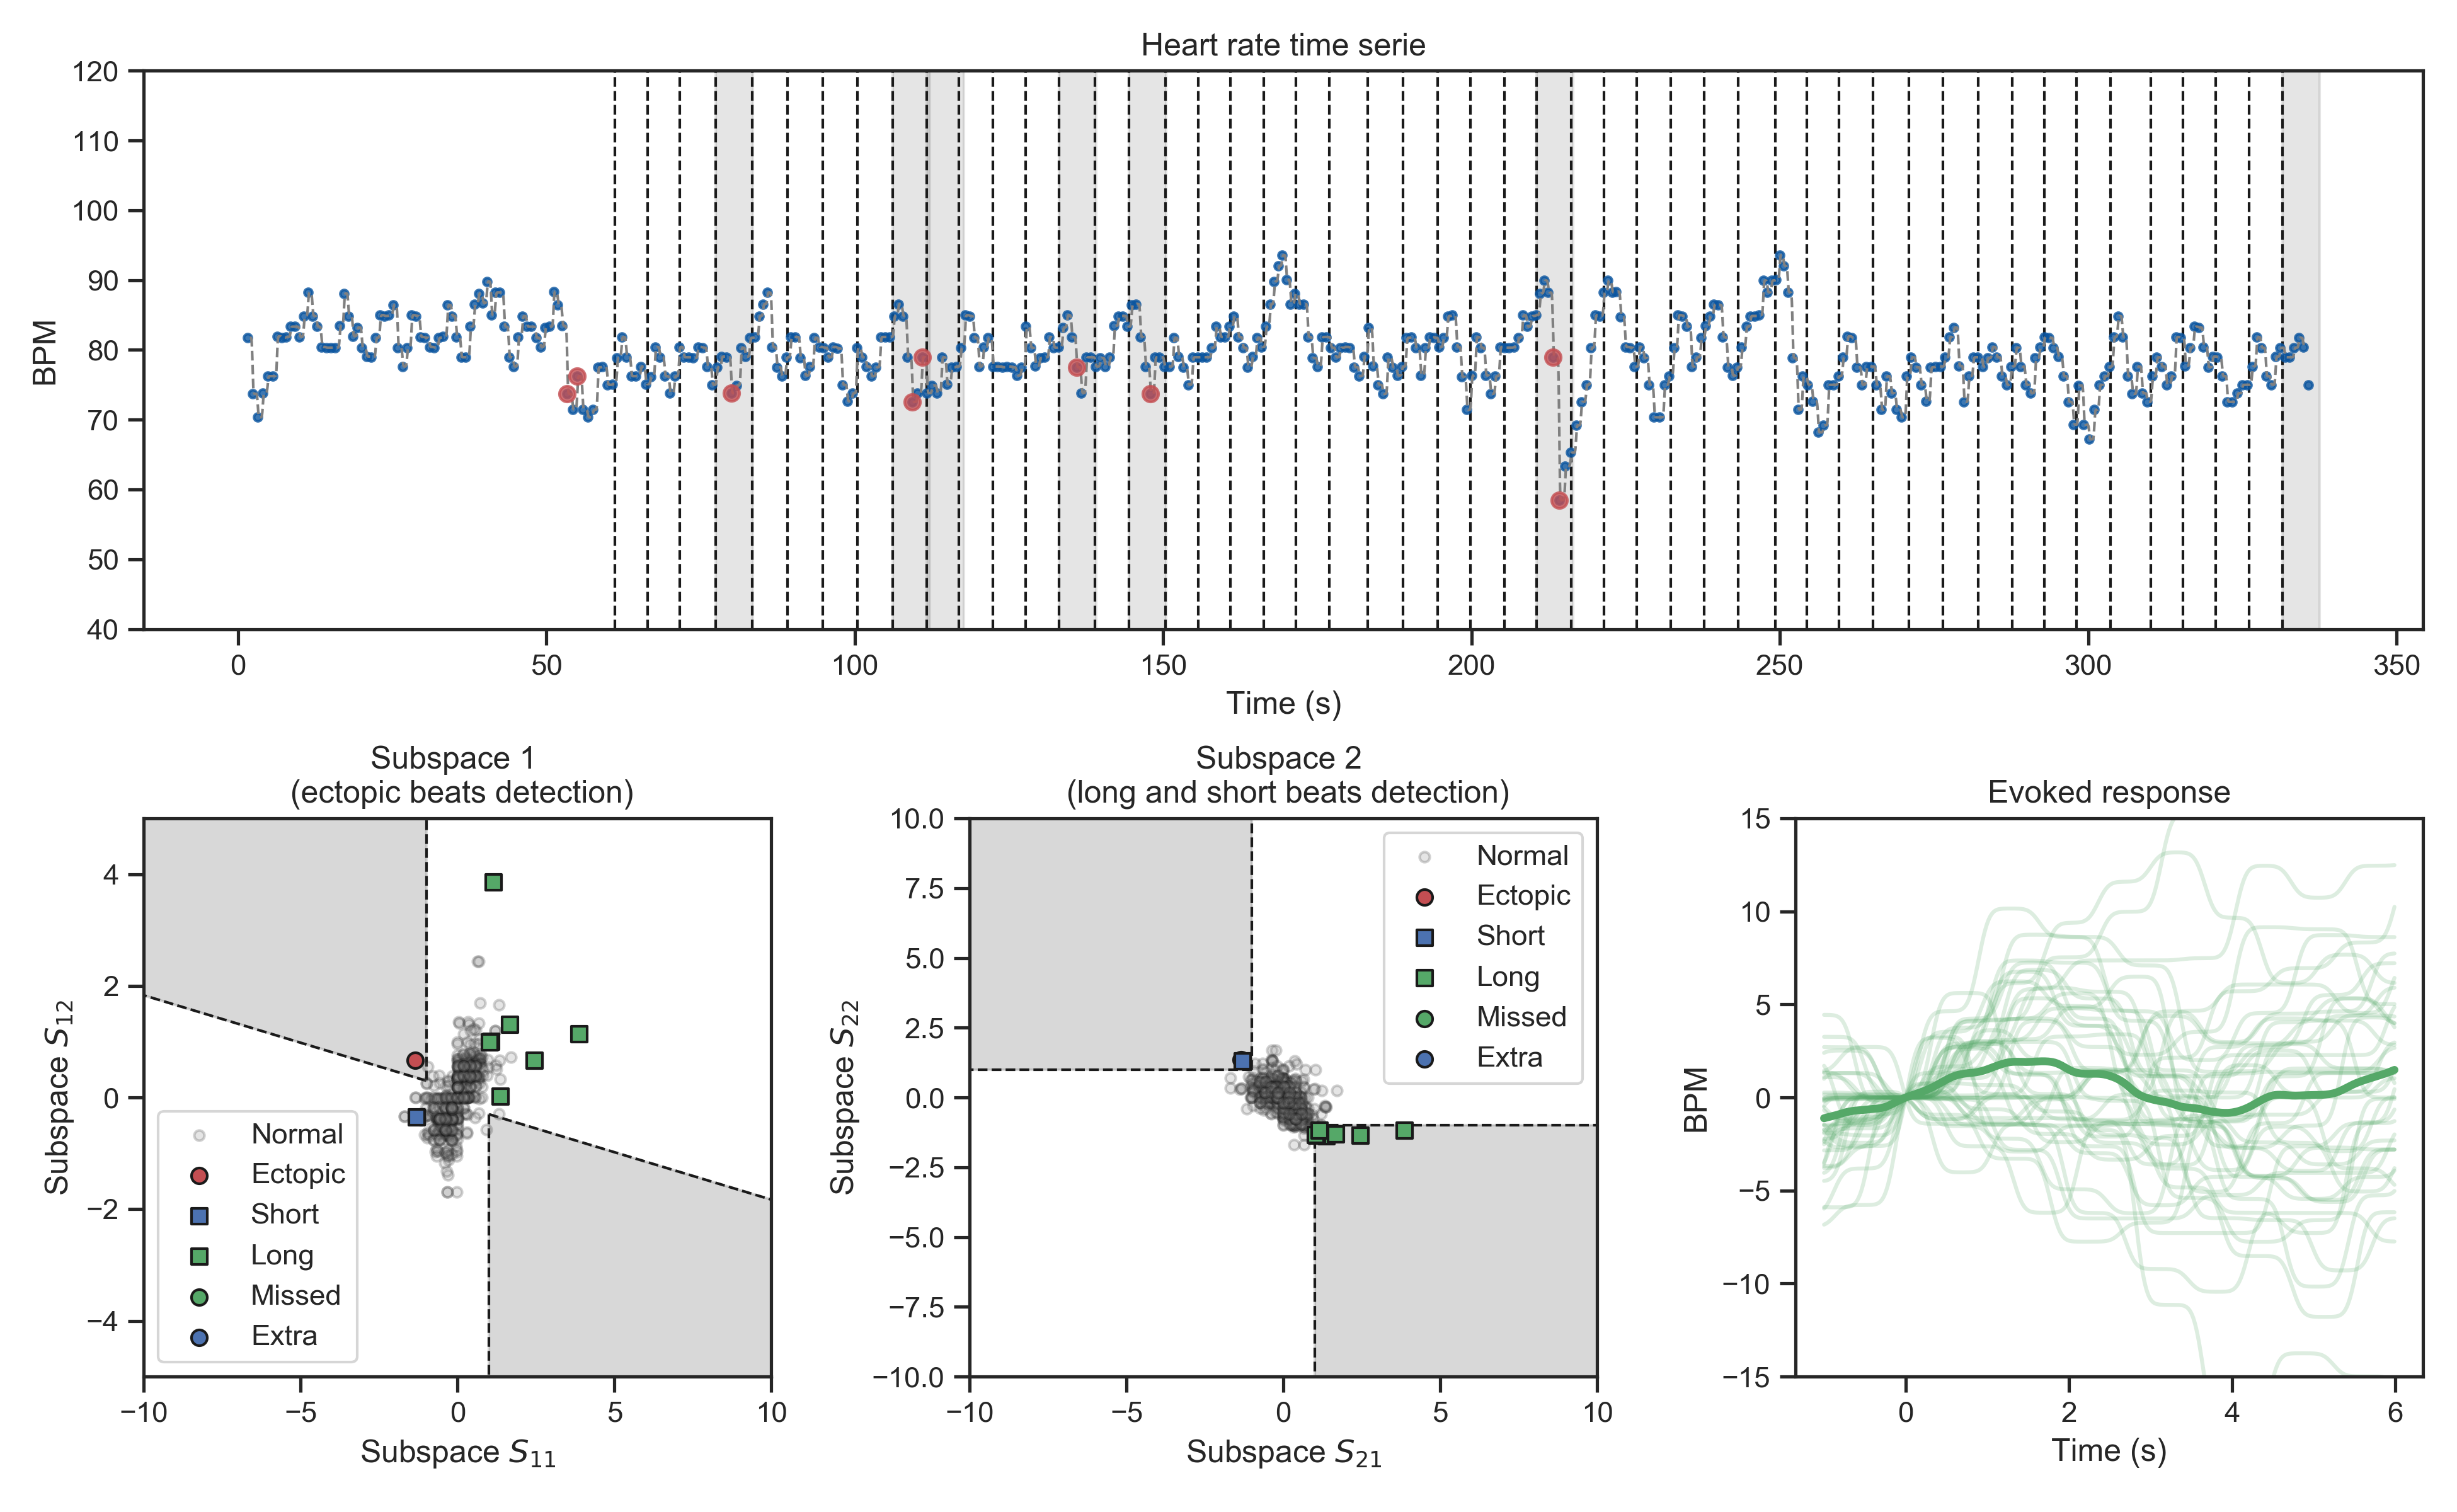 Heart rate time serie
120
110
100
90
80
70
60
50
40
BPM
0 50 100 150 200 250 300 350
Time (s)
Subspace 1
(ectopic beats detection)
4
2
0
−2
−4
Subspace S12
Normal
Ectopic
Short
Long
Missed
Extra
−10 −5 0 5 10
Subspace S11
Subspace 2
(long and short beats detection)
10.0
7.5
5.0
2.5
0.0
−2.5
−5.0
−7.5
−10.0
Subspace S22
Normal
Ectopic
Short
Long
Missed
Extra
−10 −5 0 5 10
Subspace S21
Evoked response
15
10
5
0
−5
−10
−15
BPM
0 2 4 6
Time (s)